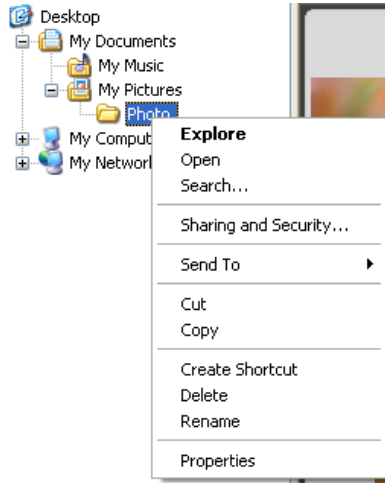 Desktop
My Documents
My Music
My Pictures
Photo
My Comput
My Networl
Explore
Open
Search...
Sharing and Security...
Send To
Cut
Copy
Create Shortcut
Delete
Rename
Properties